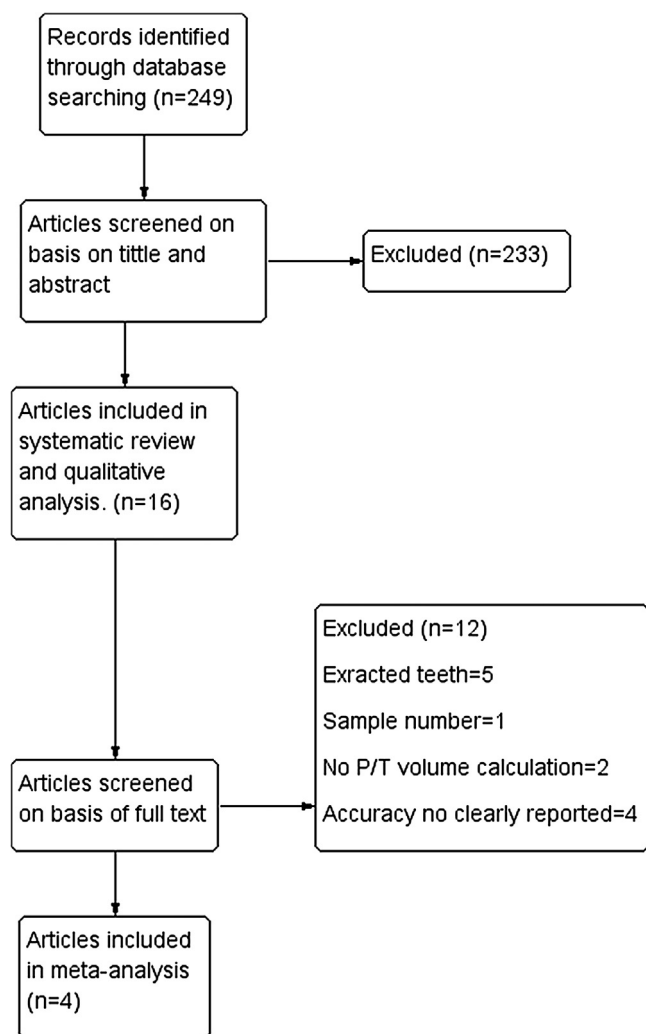 Records identified
through database
searching (n=249)
Articles screened on
basis on tittle and
abstract
Excluded (n=233)
Articles included in
systematic review
and qualitative
analysis. (n=16)
Excluded (n=12)
Exracted teeth=5
Sample number=1
No P/T volume calculation=2
Accuracy no clearly reported=4
Articles screened
on basis of full text
Articles included
in meta-analysis
(n=4)